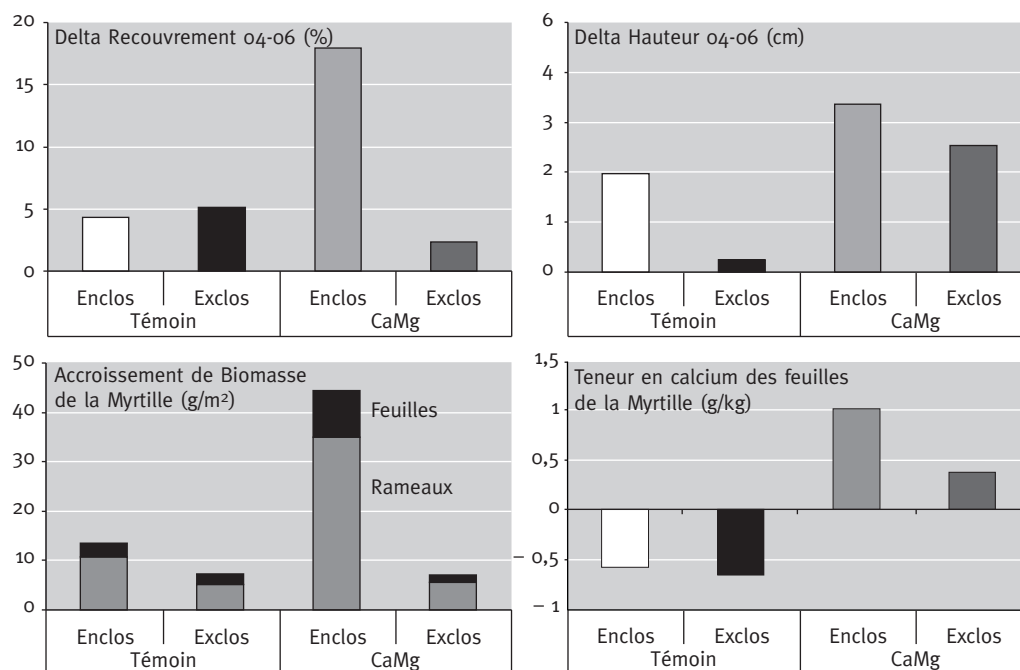 Delta Recouvrement 04-06 (%)
20
15
10
5
0
Enclos Exclos Enclos Exclos
Témoin CaMg
Delta Hauteur 04-06 (cm)
6
4
3
2
1
0
Enclos Exclos Enclos Exclos
Témoin CaMg
Accroissement de Biomasse
de la Myrtille (g/m²)
50
40
30
20
10
0
Feuilles
Rameaux
Enclos Exclos Enclos Exclos
Témoin CaMg
Teneur en calcium des feuilles
de la Myrtille (g/kg)
1,5
1
0,5
0
– 0,5
– 1
Enclos Exclos Enclos Exclos
Témoin CaMg